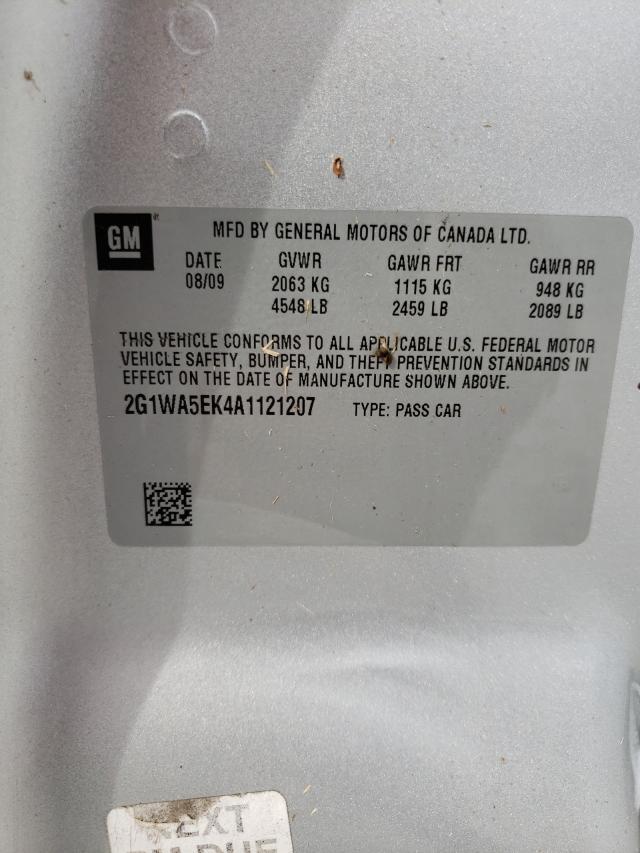 GM
MFD BY GENERAL MOTORS OF CANADA LTD.
DATE GVWR GAWR FRT GAWR RR
08/09 2063 KG 1115 KG 948 KG
4548 LB 2459 LB 2089 LB
THIS VEHICLE CONFORMS TO ALL APPLICABLE U.S. FEDERAL MOTOR
VEHICLE SAFETY, BUMPER, AND THEFT PREVENTION STANDARDS IN
EFFECT ON THE DATE OF MANUFACTURE SHOWN ABOVE.
2G1WA5EK4A1121207 TYPE: PASS CAR
NEXT